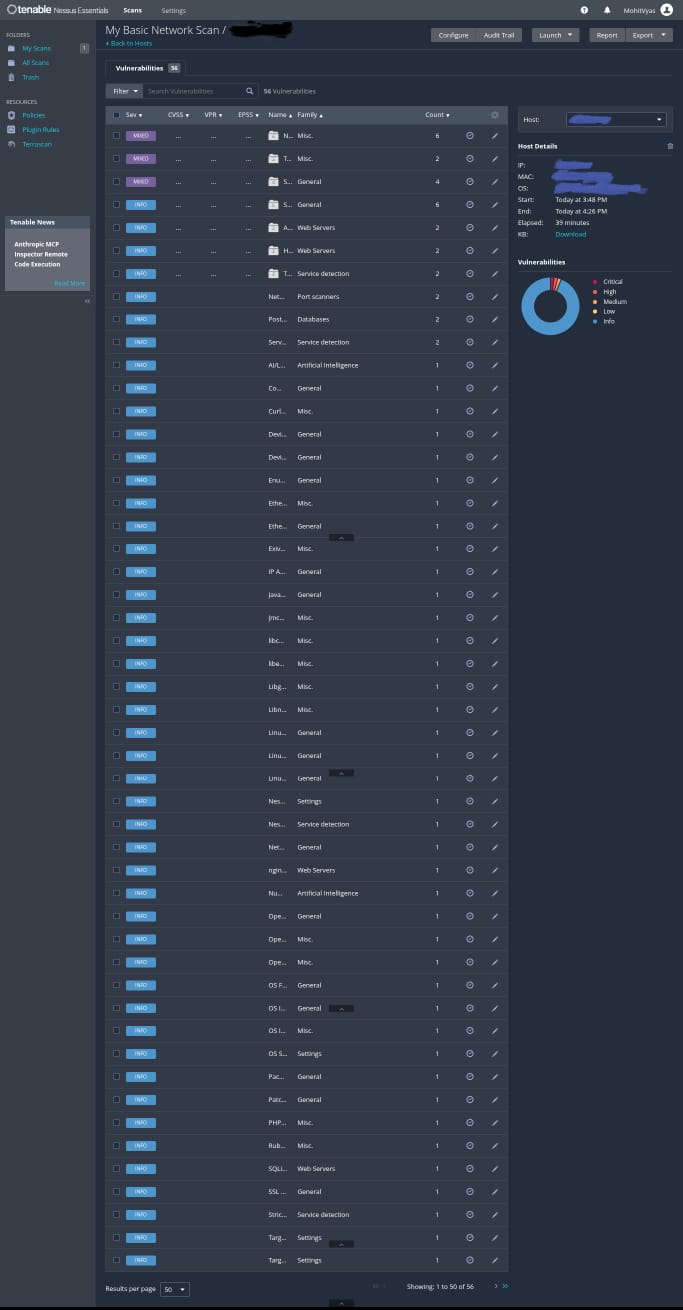 tenable Nessus Essentials Scans Settings MohitVyas
FOLDERS
My Scans 1
All Scans
Trash
RESOURCES
Policies
Plugin Rules
Terrascan
Tenable News
Anthropic MCP
Inspector Remote
Code Execution
Read More
My Basic Network Scan /
Back to Hosts
Configure Audit Trail Launch Report Export
Vulnerabilities 56
Filter Search Vulnerabilities 56 Vulnerabilities
Sev CVSS VPR EPSS Name Family Count
MIXED ... ... ... N... Misc. 6
MIXED ... ... ... T... Misc. 2
MIXED ... ... ... S... General 4
INFO ... ... ... S... General 6
INFO ... ... ... A... Web Servers 2
INFO ... ... ... H... Web Servers 2
INFO ... ... ... T... Service detection 2
INFO Net... Port scanners 2
INFO Post... Databases 2
INFO Serv... Service detection 2
INFO AI/L... Artificial Intelligence 1
INFO Co... General 1
INFO Curl... Misc. 1
INFO Devi... General 1
INFO Devi... General 1
INFO Enu... General 1
INFO Ethe... Misc. 1
INFO Ethe... General 1
INFO Exiv... Misc. 1
INFO IP A... General 1
INFO Java... General 1
INFO Jmc... Misc. 1
INFO libc... Misc. 1
INFO libe... Misc. 1
INFO Libg... Misc. 1
INFO Libn... Misc. 1
INFO Linu... General 1
INFO Linu... General 1
INFO Linu... General 1
INFO Nes... Settings 1
INFO Nes... Service detection 1
INFO Net... General 1
INFO ngin... Web Servers 1
INFO Nu... Artificial Intelligence 1
INFO Ope... General 1
INFO Ope... Misc. 1
INFO Ope... Misc. 1
INFO OS F... General 1
INFO OS I... General 1
INFO OS I... Misc. 1
INFO OS S... Settings 1
INFO Pac... General 1
INFO Patc... General 1
INFO PHP... Misc. 1
INFO Rub... Misc. 1
INFO SQLi... Web Servers 1
INFO SSL ... General 1
INFO Stric... Service detection 1
INFO Targ... Settings 1
INFO Targ... Settings 1
Results per page 50 Showing: 1 to 50 of 56
Host:
Host Details
IP:
MAC:
OS:
Start: Today at 3:48 PM
End: Today at 4:26 PM
Elapsed: 39 minutes
KB: Download
Vulnerabilities
Critical
High
Medium
Low
Info